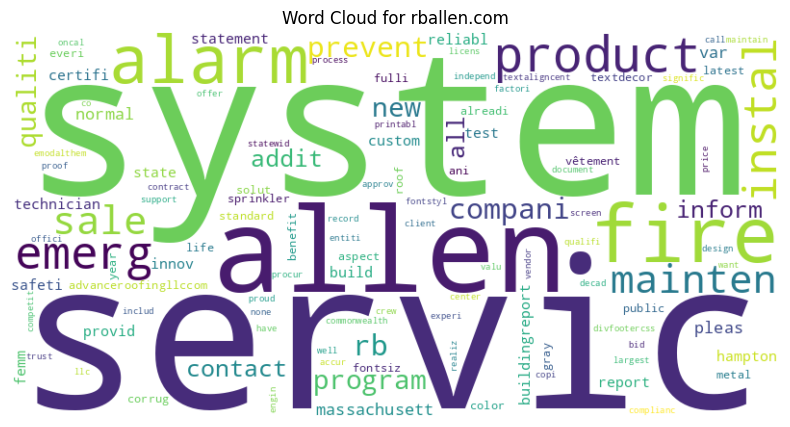 Word Cloud for rballen.com
system
servic
allen
fire
alarm
product
instal
prevent
emerg
sale
mainten
compani
rb
program
contact
new
addit
inform
all
qualiti
statement
reliabl
var
latest
certifi
everi
oncal
normal
process
fulli
textaligncent
textdecor
call
maintain
licens
independ
signific
factori
offer
co
custom
alreadi
test
printabl
statewid
emodalthem
proof
state
contract
support
solut
approv
roof
ani
vêtement
document
price
technician
sprinkler
fontstyl
standard
benefit
record
entiti
client
screen
qualifi
design
want
offici
life
innov
year
aspect
build
procur
valu
vendor
decad
safeti
advanceroofingllccom
public
gray
buildingreport
hampton
pleas
competit
includ
provid
proud
none
have
commonwealth
center
crew
experi
divfootercss
bid
largest
femm
trust
llc
well
accur
fontsiz
realiz
copi
report
metal
corrug
engin
massachusett
color
complianc